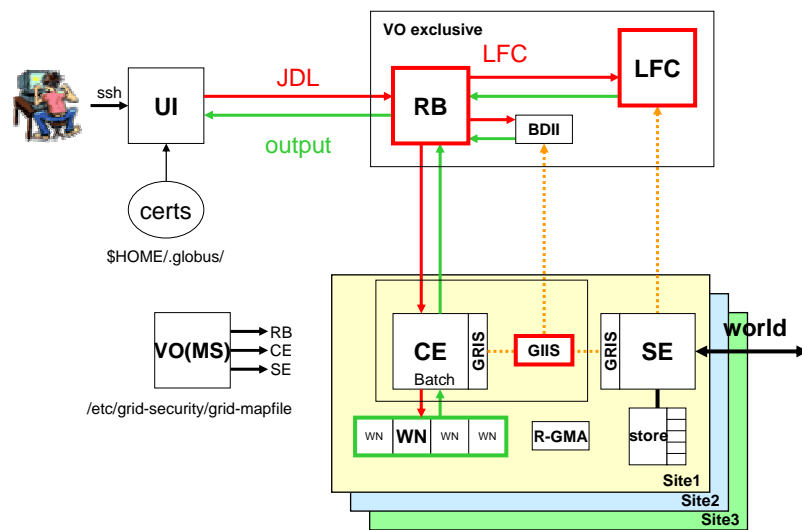 VO exclusive
LFC
LFC
JDL
ssh
UI
RB
BDII
output
certs
$HOME/.globus/
world
RB
VO(MS)
CE
SE
CE
GRIS
GIIS
GRIS
SE
Batch
/etc/grid-security/grid-mapfile
WN
WN
WN
WN
R-GMA
store
Site1
Site2
Site3